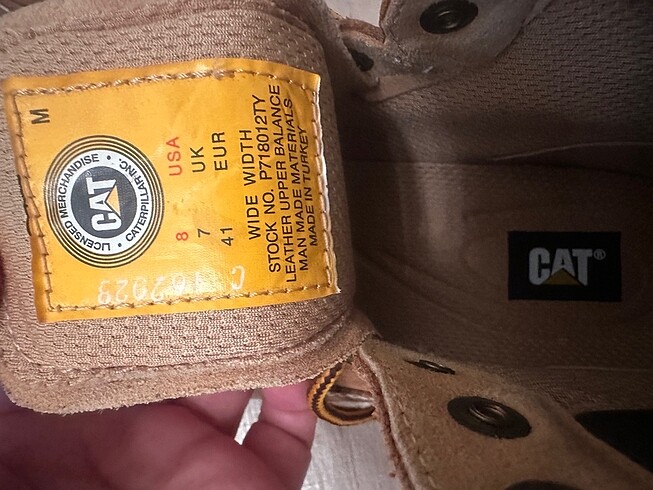 M
LICENSED MERCHANDISE • CATERPILLAR INC. •
CAT
8 USA
7 UK
41 EUR
WIDE WIDTH
STOCK NO. P718012TY
LEATHER UPPER BALANCE
MAN MADE MATERIALS
MADE IN TURKEY
CAT®